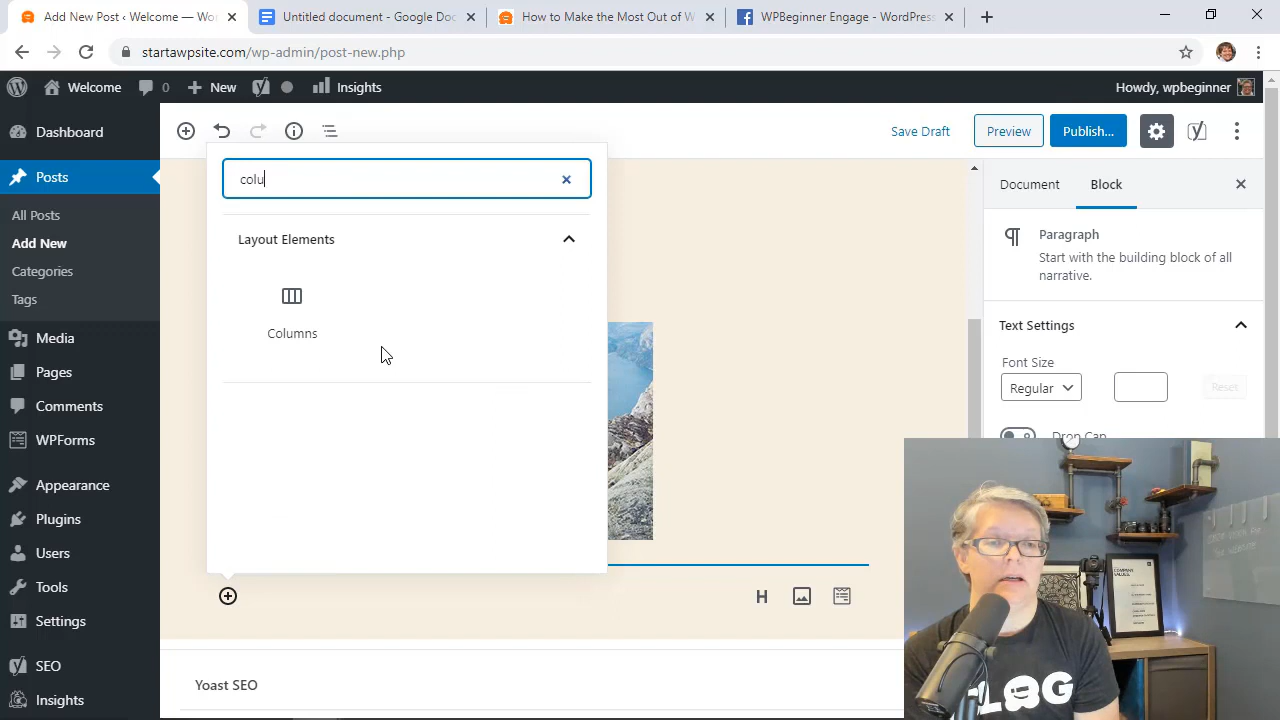 Add New Post ‹ Welcome — Wo
Untitled document - Google Doc
How to Make the Most Out of W
WPBeginner Engage - WordPress
startawpsite.com/wp-admin/post-new.php
Welcome
0
New
Insights
Howdy, wpbeginner
Dashboard
Posts
All Posts
Add New
Categories
Tags
Media
Pages
Comments
WPForms
Appearance
Plugins
Users
Tools
Settings
SEO
Insights
Save Draft
Preview
Publish...
colu
Layout Elements
Columns
H
Document
Block
Paragraph
Start with the building block of all
narrative.
Text Settings
Font Size
Regular
Reset
Drop Cap
Yoast SEO
COMPANY
VALUES.